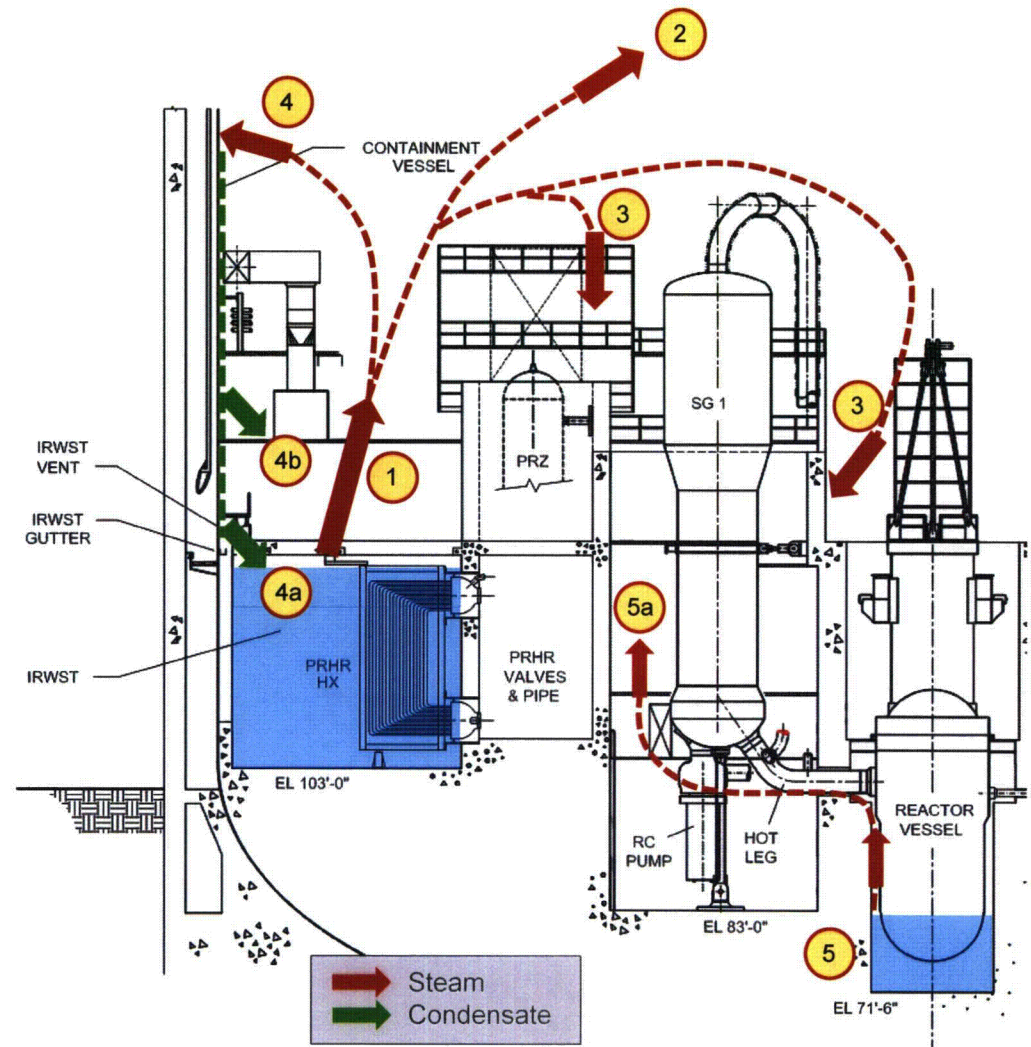 2
4
CONTAINMENT
VESSEL
3
SG 1
3
IRWST
VENT
4b
1
PRZ
IRWST
GUTTER
4a
5a
IRWST
PRHR
HX
PRHR
VALVES
& PIPE
EL 103'-0"
REACTOR
VESSEL
RC
PUMP
HOT
LEG
EL 83'-0"
5
EL 71'-6"
Steam
Condensate